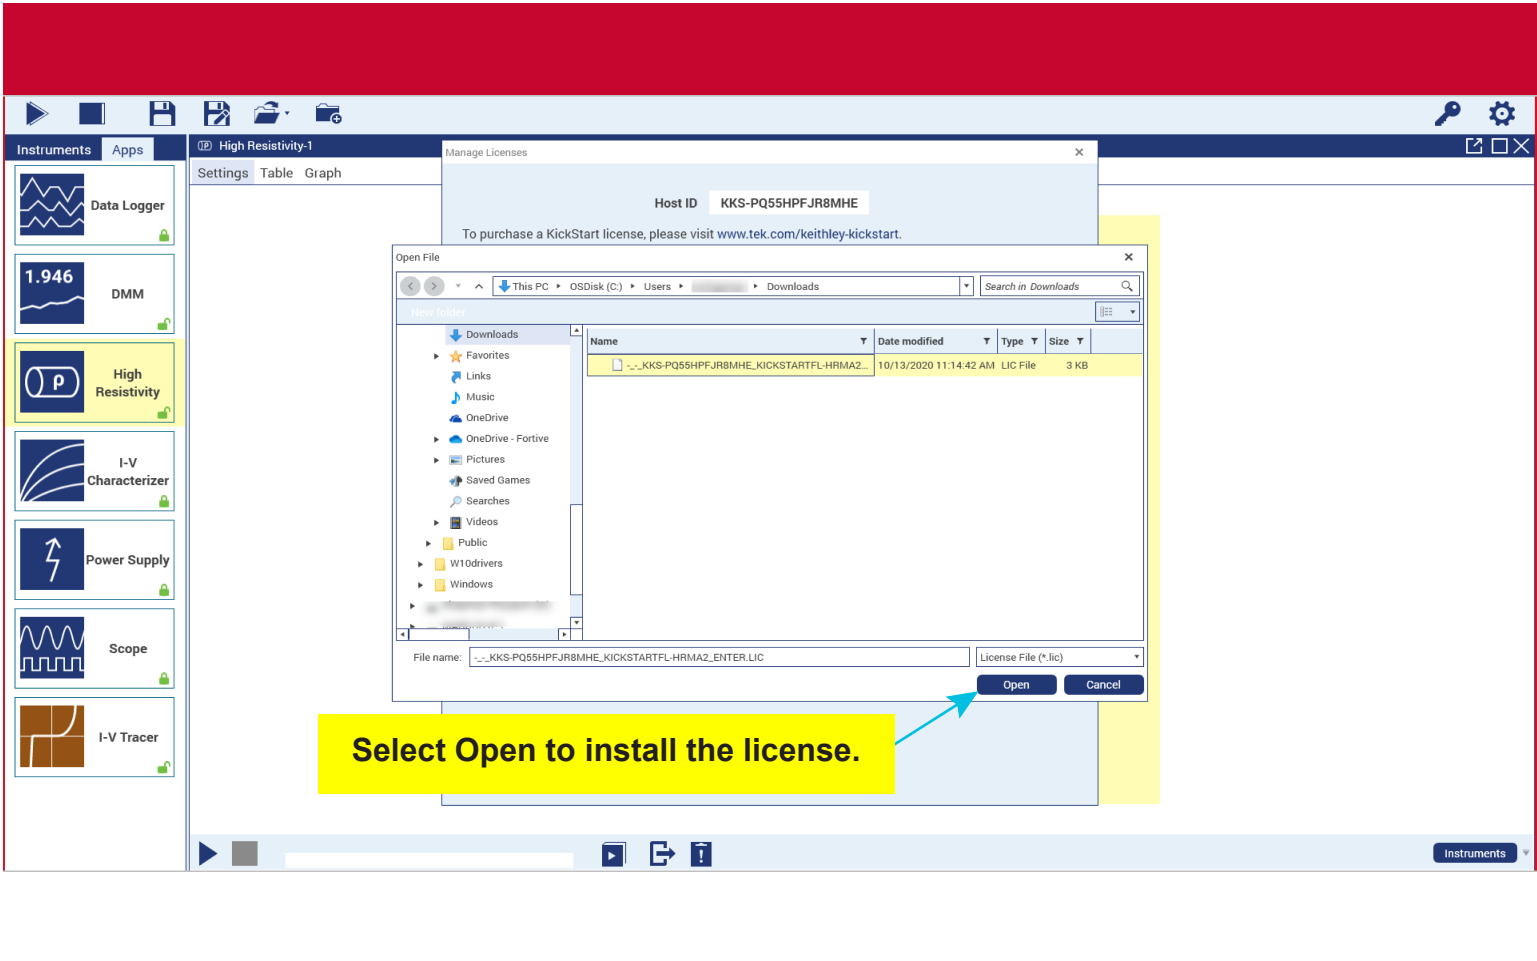 Instruments
Apps
High Resistivity-1
Settings
Table
Graph
1.946
Data Logger
DMM
High
Resistivity
ρ
I-V
Characterizer
Power Supply
Scope
I-V Tracer
Manage Licenses
Host ID
KKS-PQ55HPFJR8MHE
To purchase a KickStart license, please visit www.tek.com/keithley-kickstart.
Open File
This PC
OSDisk (C:)
Users
Downloads
Search in Downloads
New folder
Downloads
Favorites
Links
Music
OneDrive
OneDrive - Fortive
Pictures
Saved Games
Searches
Videos
Public
W10drivers
Windows
Name
Date modified
Type
Size
-_-_KKS-PQ55HPFJR8MHE_KICKSTARTFL-HRMA2...
10/13/2020 11:14:42 AM
LIC File
3 KB
File name:
-_-_KKS-PQ55HPFJR8MHE_KICKSTARTFL-HRMA2_ENTER.LIC
License File (*.lic)
Open
Cancel
Select Open to install the license.
Instruments